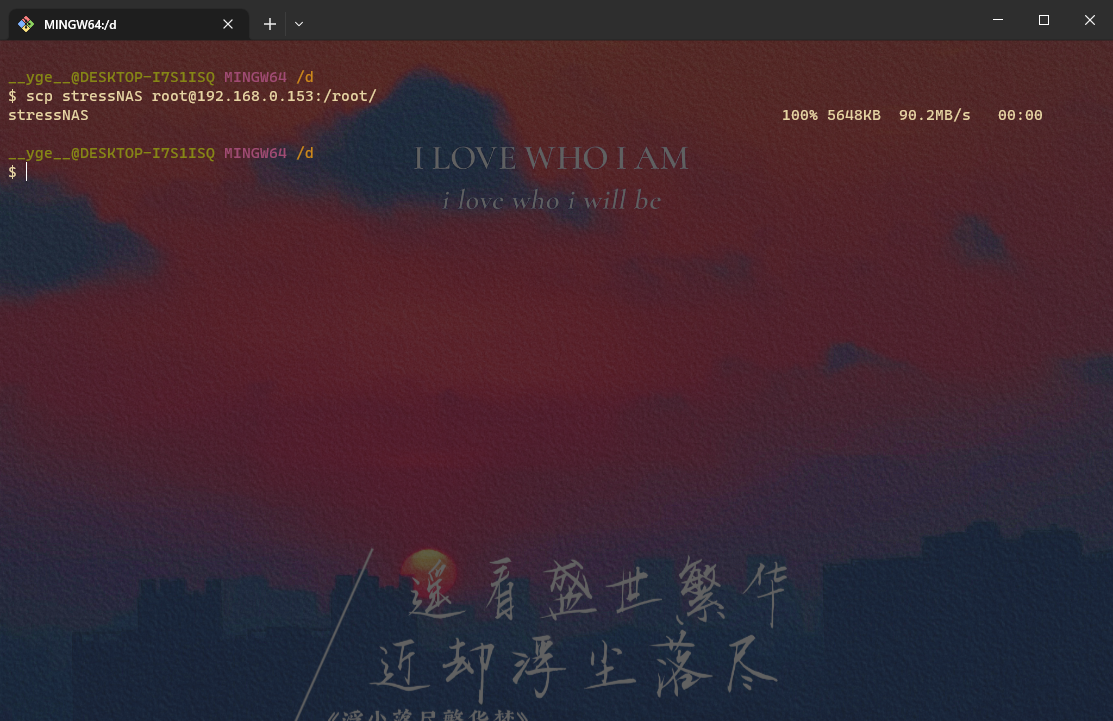 MINGW64:/d
__yge__@DESKTOP-I7S1ISQ MINGW64 /d
$ scp stressNAS root@192.168.0.153:/root/
stressNAS 100% 5648KB 90.2MB/s 00:00
__yge__@DESKTOP-I7S1ISQ MINGW64 /d
$
I LOVE WHO I AM
i love who i will be
遥看盛世繁华
近却浮尘落尽